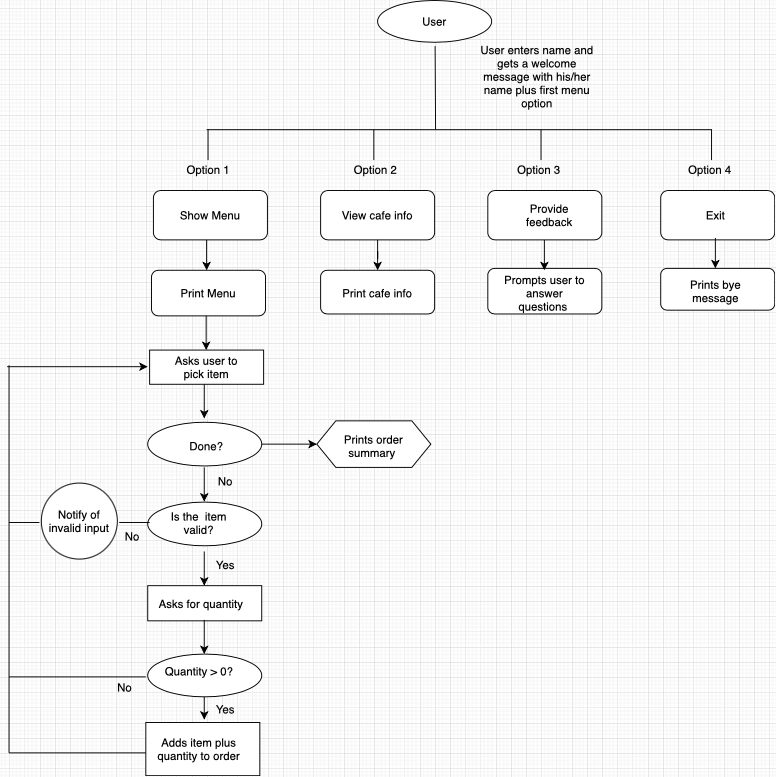 User
User enters name and
gets a welcome
message with his/her
name plus first menu
option
Option 1
Option 2
Option 3
Option 4
Show Menu
View cafe info
Provide
feedback
Exit
Print Menu
Print cafe info
Prompts user to
answer
questions
Prints bye
message
Asks user to
pick item
Done?
Prints order
summary
No
Notify of
invalid input
No
Is the item
valid?
Yes
Asks for quantity
Quantity > 0?
No
Yes
Adds item plus
quantity to order